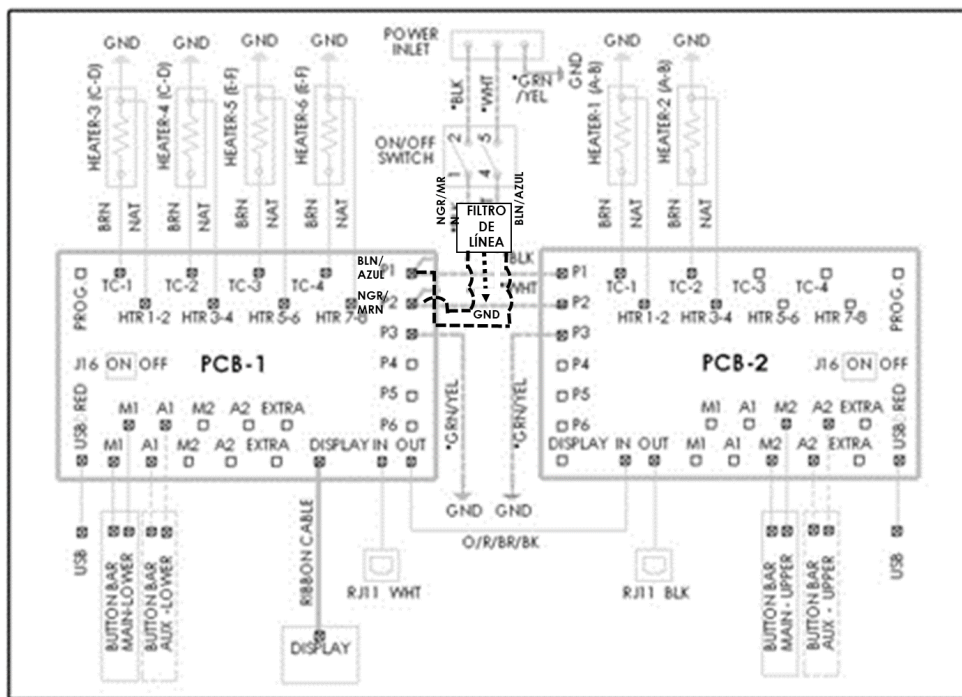 GND GND GND GND
POWER INLET
GND GND
GND
*BLK
*WHT
*GRN /YEL
HEATER-3 (C-D)
HEATER-4 (C-D)
HEATER-5 (E-F)
HEATER-6 (E-F)
HEATER-1 (A-B)
HEATER-2 (A-B)
ON/OFF SWITCH
2 5
1 4
NGR/MR
BLN/AZUL
BRN NAT BRN NAT BRN NAT BRN NAT
BRN NAT BRN NAT
FILTRO
DE
LÍNEA
BLN/
AZUL
BLK
NGR/
MRN
*WHT
GND
PROG.
TC-1 TC-2 TC-3 TC-4
HTR 1-2 HTR 3-4 HTR 5-6 HTR 7-8
P1
P2
P3
P4
P5
P6
J16 ON OFF
PCB-1
M1 A1 M2 A2 EXTRA
M1 A1 M2 A2 EXTRA
DISPLAY IN OUT
USB RED
P1
P2
P3
P4
P5
P6
TC-1 TC-2 TC-3 TC-4
HTR 1-2 HTR 3-4 HTR 5-6 HTR 7-8
PROG.
PCB-2
J16 ON OFF
M1 A1 M2 A2 EXTRA
DISPLAY IN OUT
M1 A1 M2 A2 EXTRA
USB RED
*GRN/YEL
*GRN/YEL
GND GND
O/R/BR/BK
USB
BUTTON BAR
MAIN-LOWER
BUTTON BAR
AUX -LOWER
RIBBON CABLE
DISPLAY
RJ11 WHT
RJ11 BLK
BUTTON BAR
MAIN - UPPER
BUTTON BAR
AUX - UPPER
USB